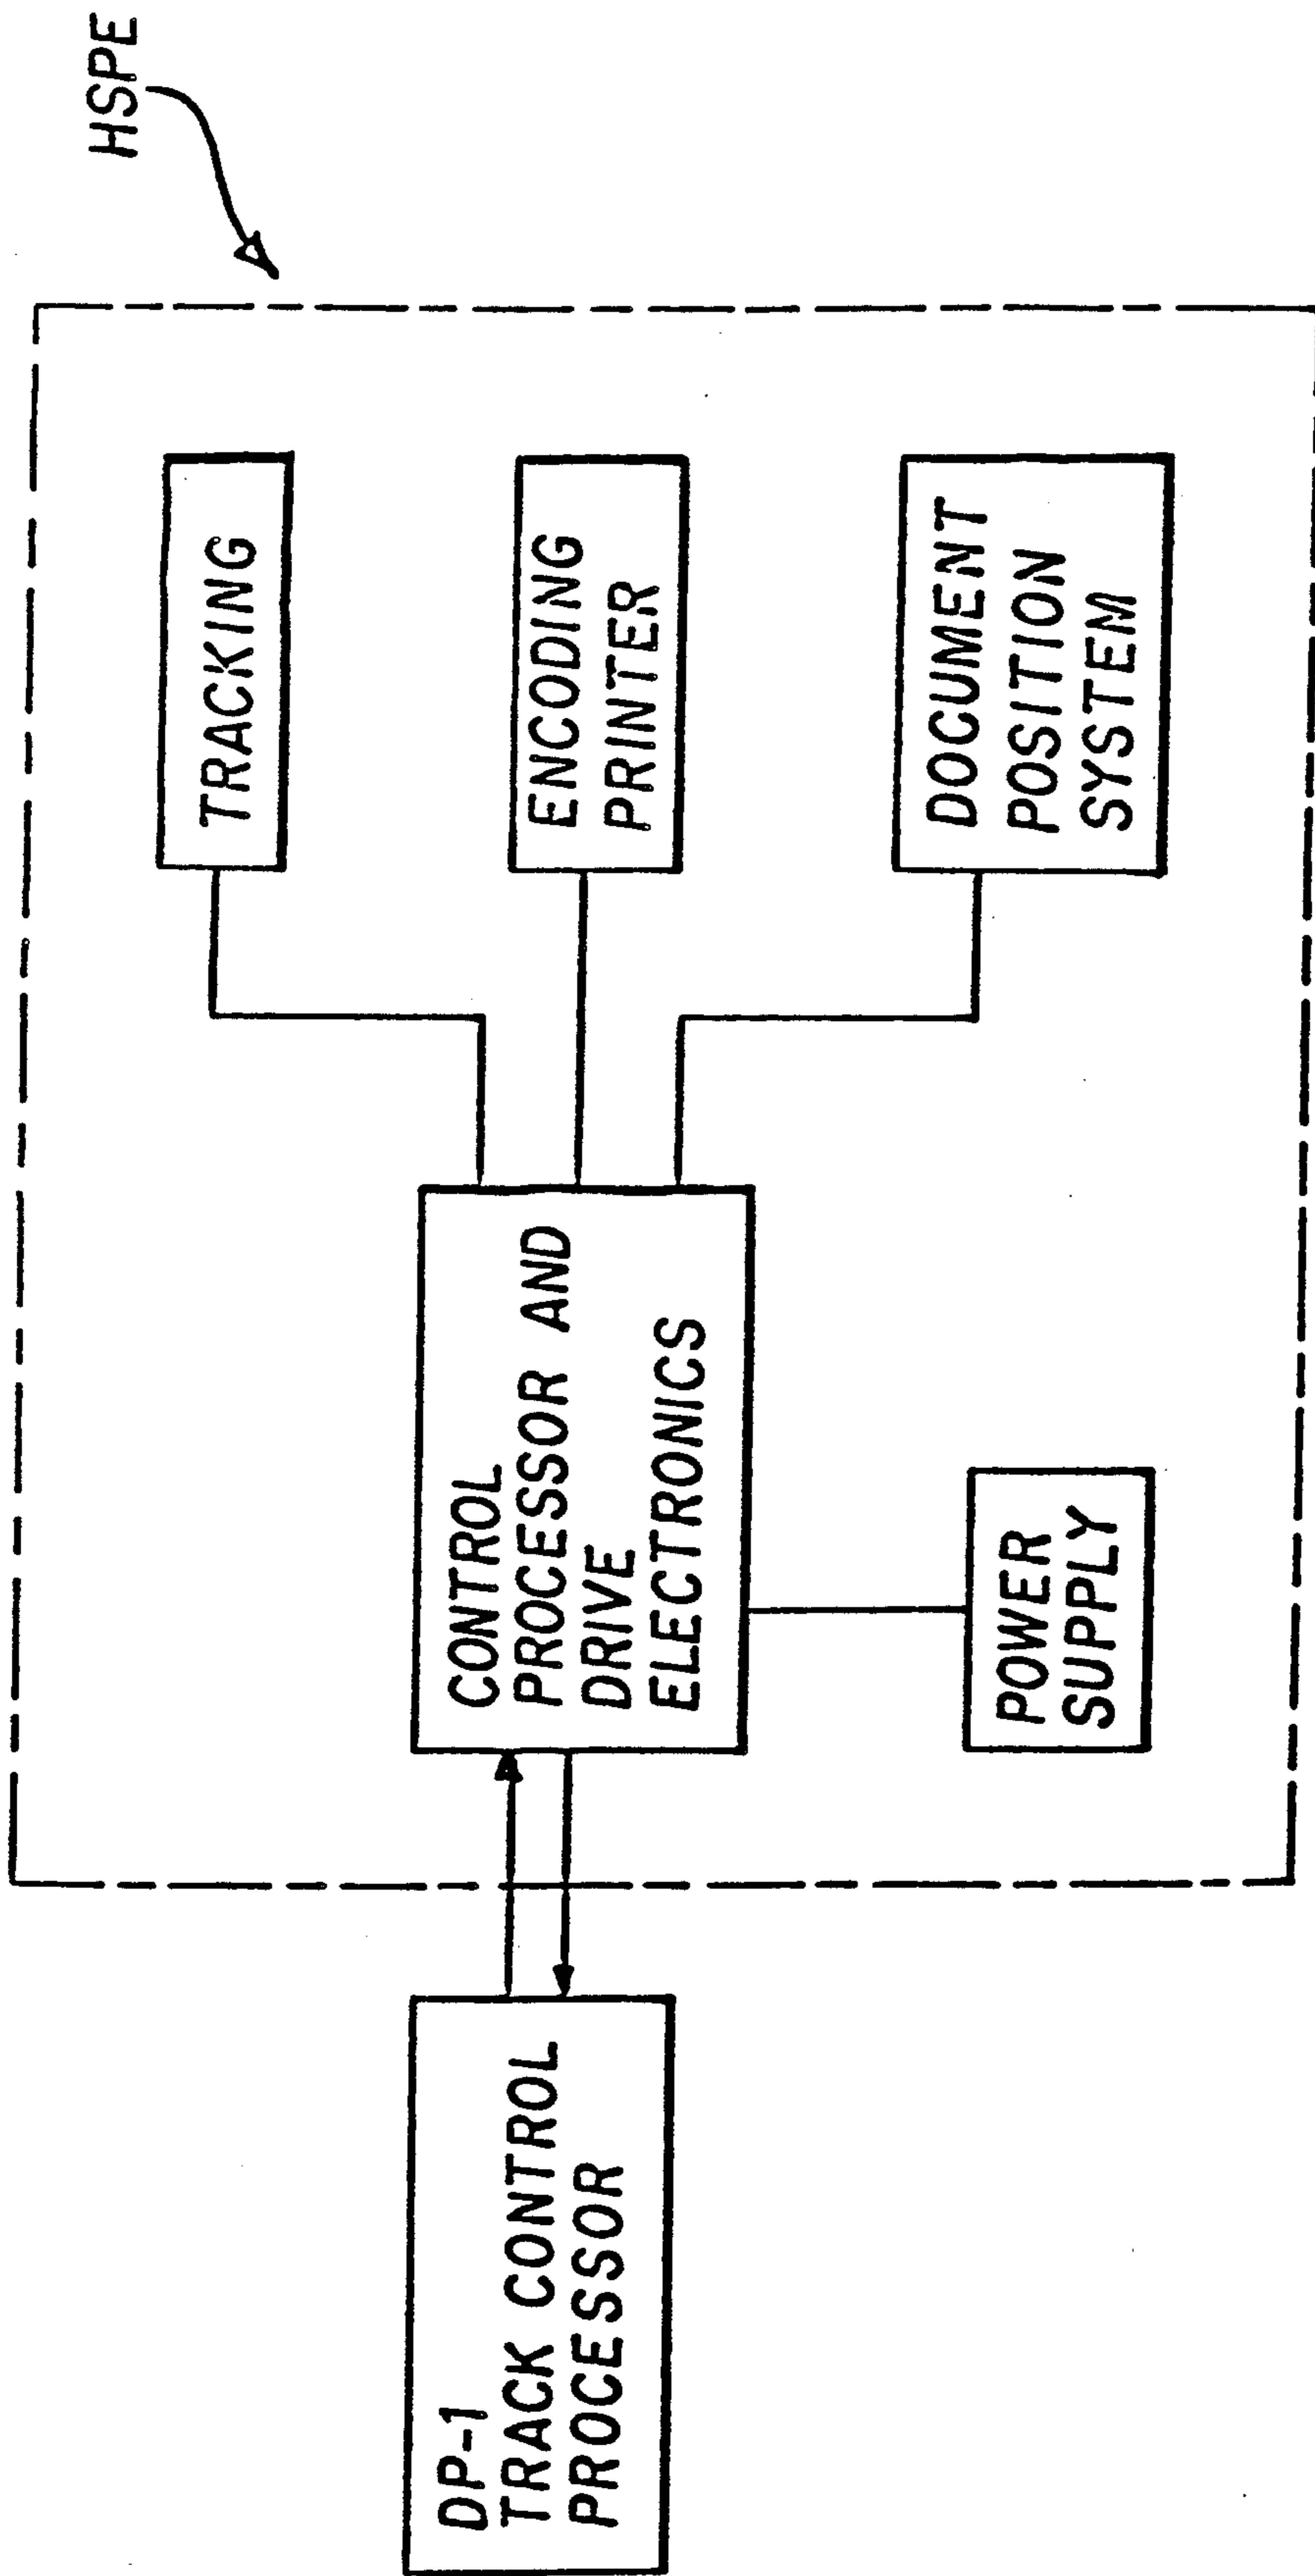 HSPE
DP-1
TRACK CONTROL
PROCESSOR
CONTROL
PROCESSOR AND
DRIVE
ELECTRONICS
POWER
SUPPLY
TRACKING
ENCODING
PRINTER
DOCUMENT
POSITION
SYSTEM